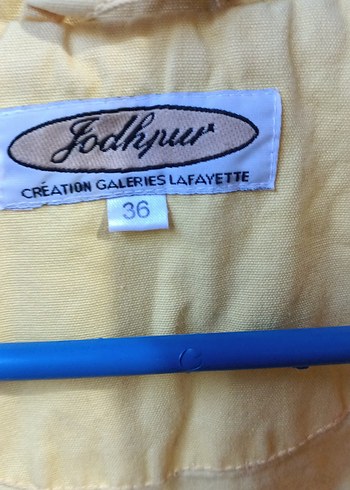 Jodhpur
CRÉATION GALERIES LAFAYETTE
36